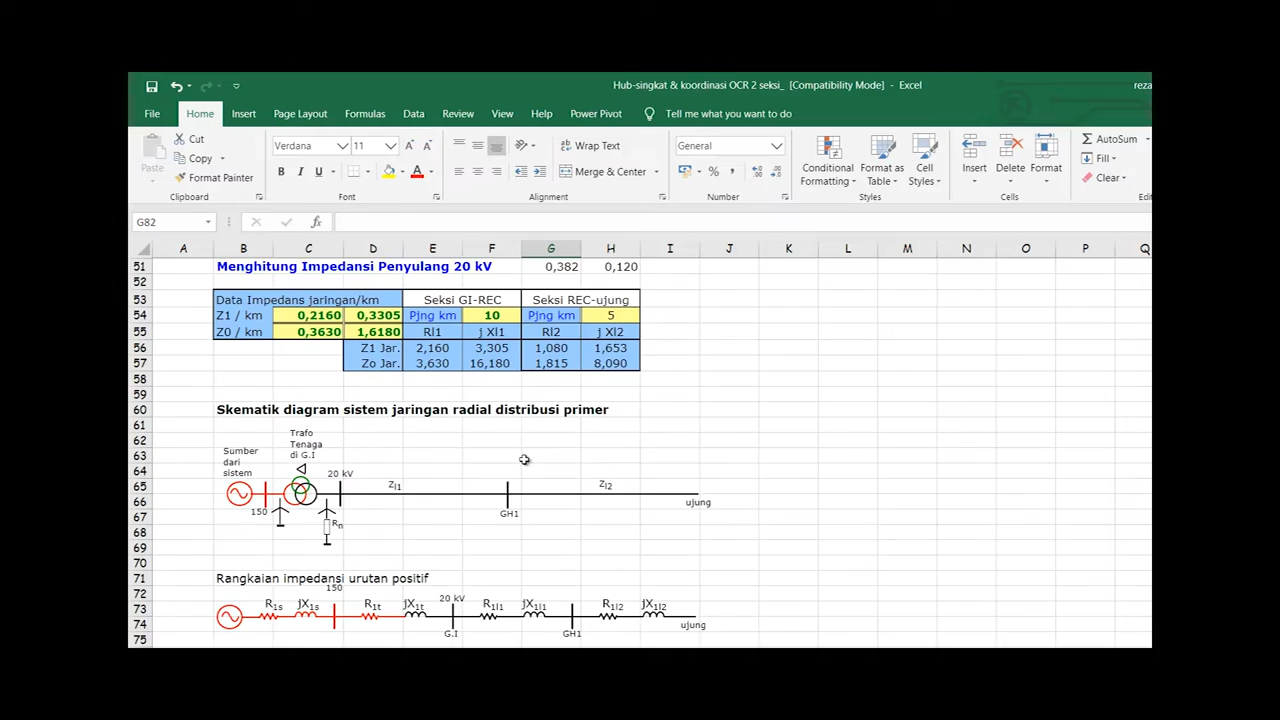 Hub-singkat & koordinasi OCR 2 seksi_ [Compatibility Mode] - Excel
reza
File Home Insert Page Layout Formulas Data Review View Help Power Pivot Tell me what you want to do
Cut
Copy
Format Painter
Paste
Clipboard
Verdana 11
B I U A
Font
Wrap Text
Merge & Center
Alignment
General
% ,
Number
Conditional Formatting
Format as Table
Cell Styles
Styles
Insert Delete Format
Cells
AutoSum
Fill
Clear
G82 fx
A B C D E F G H I J K L M N O P Q
51 Menghitung Impedansi Penyulang 20 kV 0,382 0,120
52
53 Data Impedans jaringan/km Seksi GI-REC Seksi REC-ujung
54 Z1 / km 0,2160 0,3305 Pjng km 10 Pjng km 5
55 Z0 / km 0,3630 1,6180 Rl1 j Xl1 Rl2 j Xl2
56 Z1 Jar. 2,160 3,305 1,080 1,653
57 Zo Jar. 3,630 16,180 1,815 8,090
58
59
60 Skematik diagram sistem jaringan radial distribusi primer
61
62
63
64
65
66
67
68
69
70
Sumber dari sistem
Trafo Tenaga di G.I
20 kV
Zl1
Zl2
150
Rn
GH1
ujung
71 Rangkaian impedansi urutan positif
72
73
74
75
150
R1s jX1s R1t jX1t 20 kV R1l1 jX1l1 R1l2 jX1l2
G.I GH1 ujung